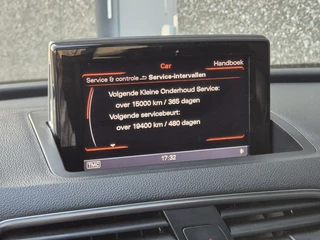 Car
Handboek
Service & controle Service-intervallen
Volgende Kleine Onderhoud Service:
over 15000 km / 365 dagen
Volgende servicebeurt:
over 19400 km / 480 dagen
TMC
17:32